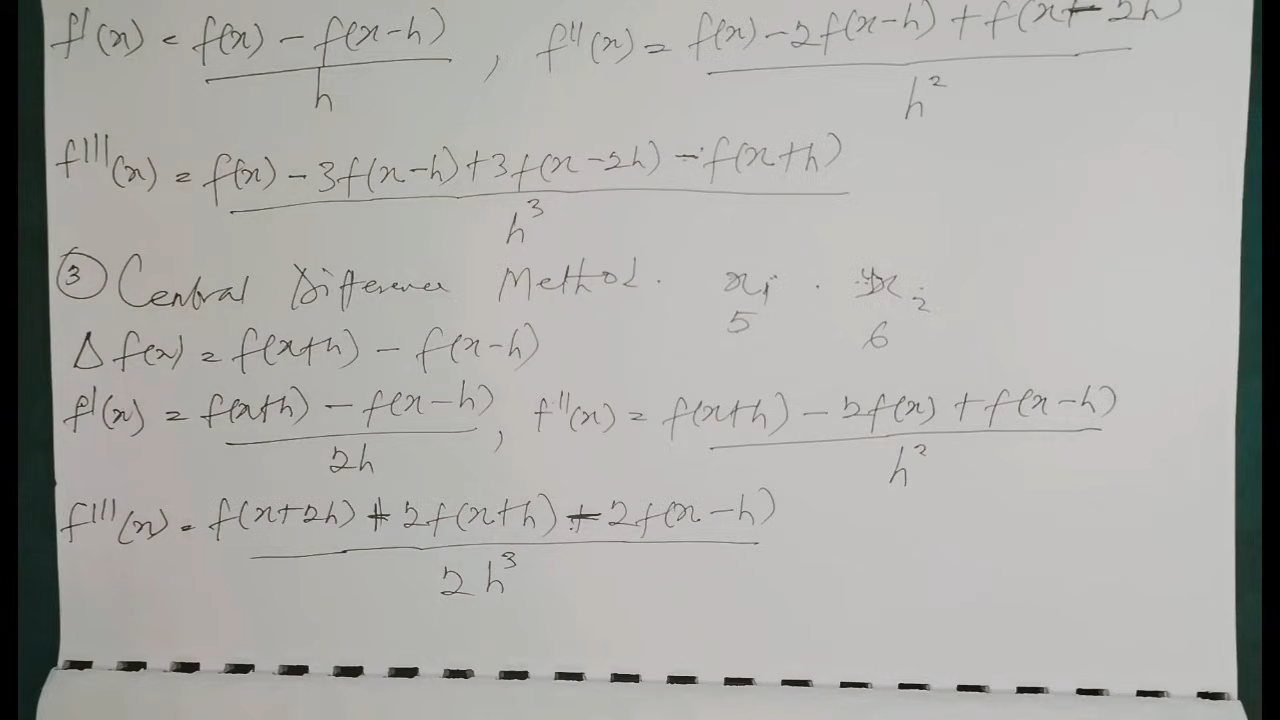 f'(x) = f(x) - f(x-h) / h , f''(x) = f(x) - 2f(x-h) + f(x-2h) / h²
f'''(x) = f(x) - 3f(x-h) + 3f(x-2h) - f(x+h) / h³
③ Central Difference Method. x₁ . x₂
5 6
Δf(x) = f(x+h) - f(x-h)
f'(x) = f(x+h) - f(x-h) / 2h , f''(x) = f(x+h) - 2f(x) + f(x-h) / h²
f'''(x) = f(x+2h) + 2f(x+h) + 2f(x-h) / 2h³